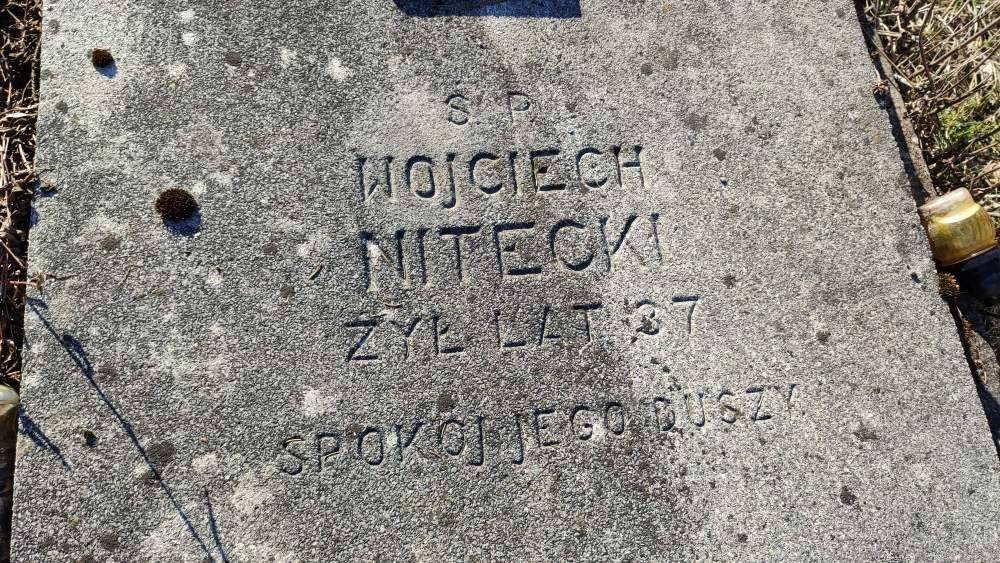 Ś P
WOJCIECH
NITECKI
ŻYŁ LAT 37
SPOKÓJ JEGO DUSZY